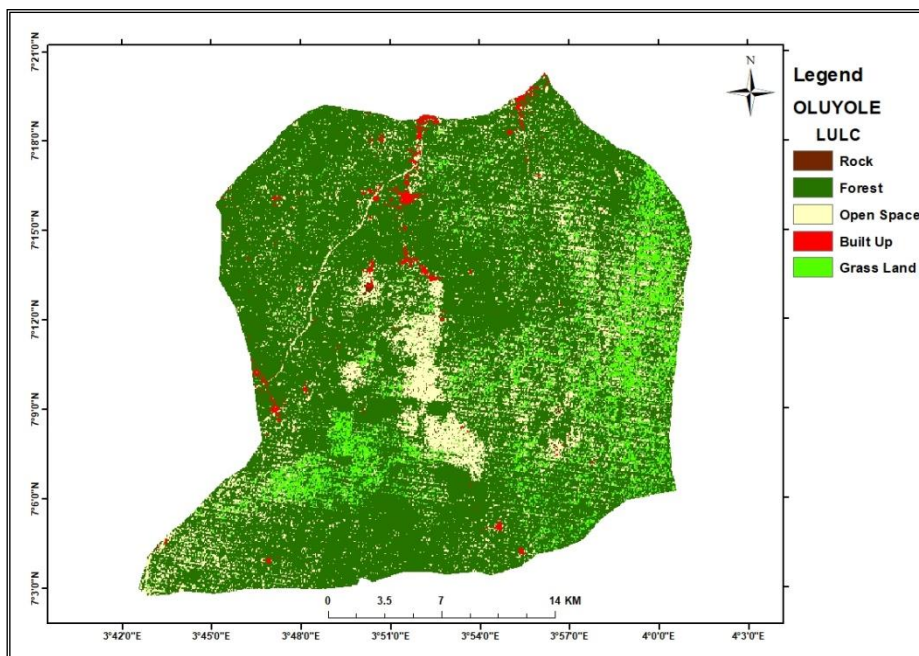 7°21'0"N
7°18'0"N
7°15'0"N
7°12'0"N
7°9'0"N
7°6'0"N
7°3'0"N
N
Legend
OLUYOLE
LULC
Rock
Forest
Open Space
Built Up
Grass Land
0 3.5 7 14 KM
3°42'0"E 3°45'0"E 3°48'0"E 3°51'0"E 3°54'0"E 3°57'0"E 4°0'0"E 4°3'0"E